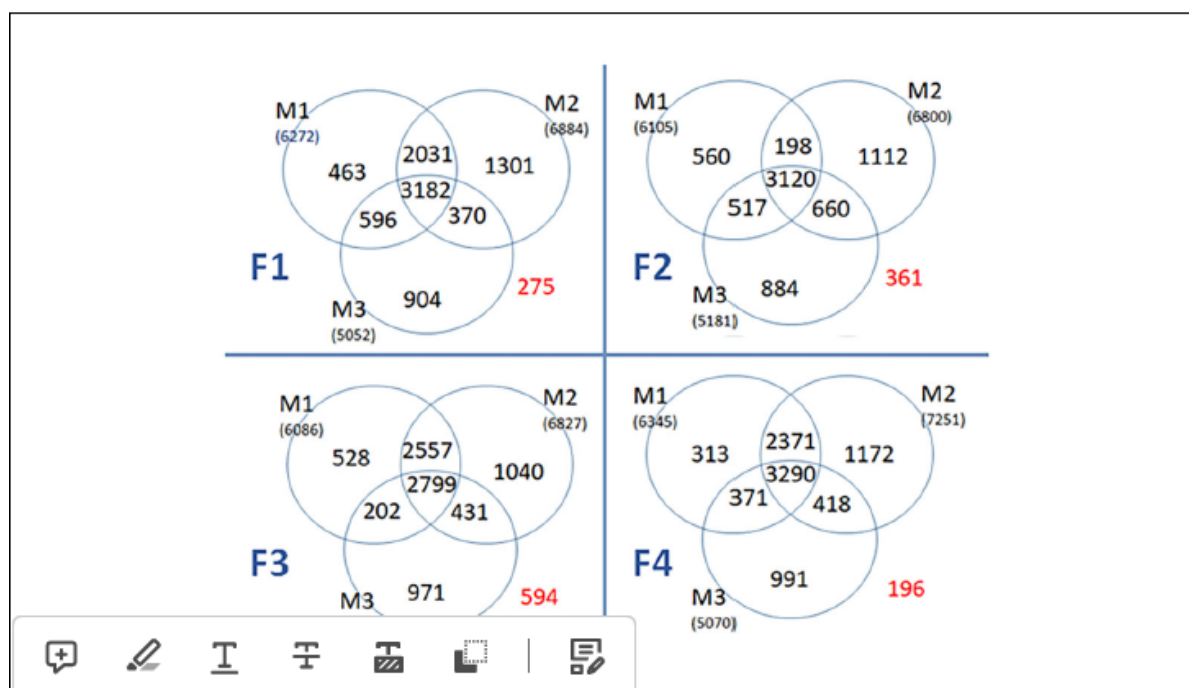 M1
(6272)
M2
(6884)
463
2031
1301
3182
596
370
F1
275
904
M3
(5052)
M1
(6105)
M2
(6800)
560
198
1112
3120
517
660
F2
361
884
M3
(5181)
M1
(6086)
M2
(6827)
528
2557
1040
2799
202
431
F3
971
594
M3
M1
(6345)
M2
(7251)
313
2371
1172
3290
371
418
F4
991
196
M3
(5070)